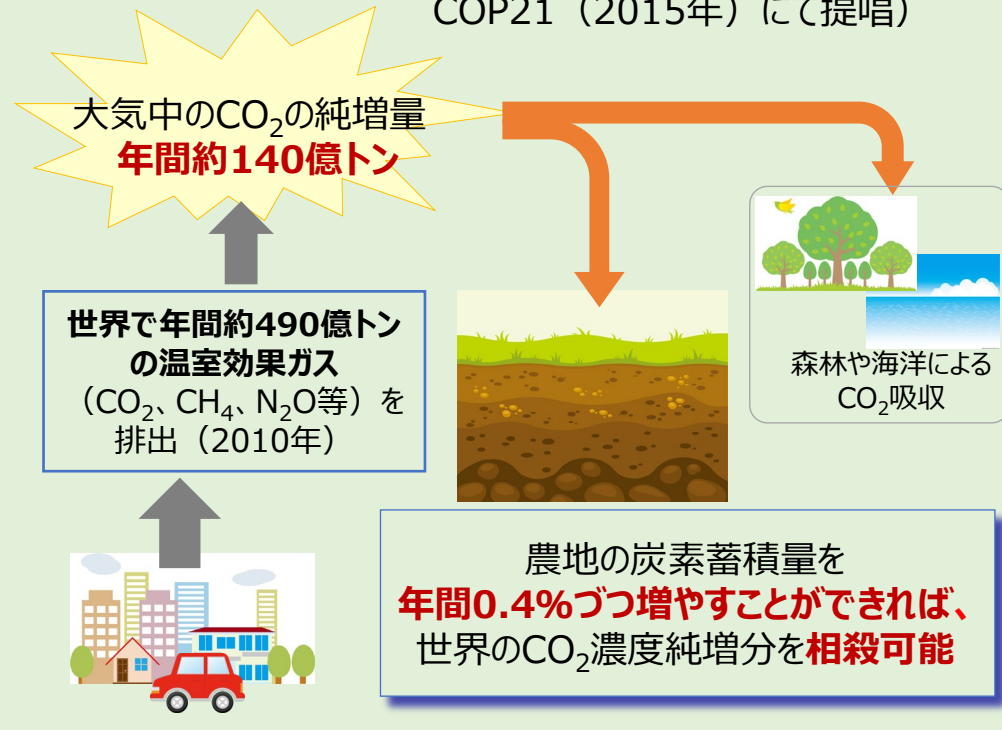 COP21（2015年）にて提唱）
大気中のCO₂の純増量
年間約140億トン
世界で年間約490億トン
の温室効果ガス
（CO₂、CH₄、N₂O等）を
排出（2010年）
森林や海洋による
CO₂吸収
農地の炭素蓄積量を
年間0.4%づつ増やすことができれば、
世界のCO₂濃度純増分を相殺可能